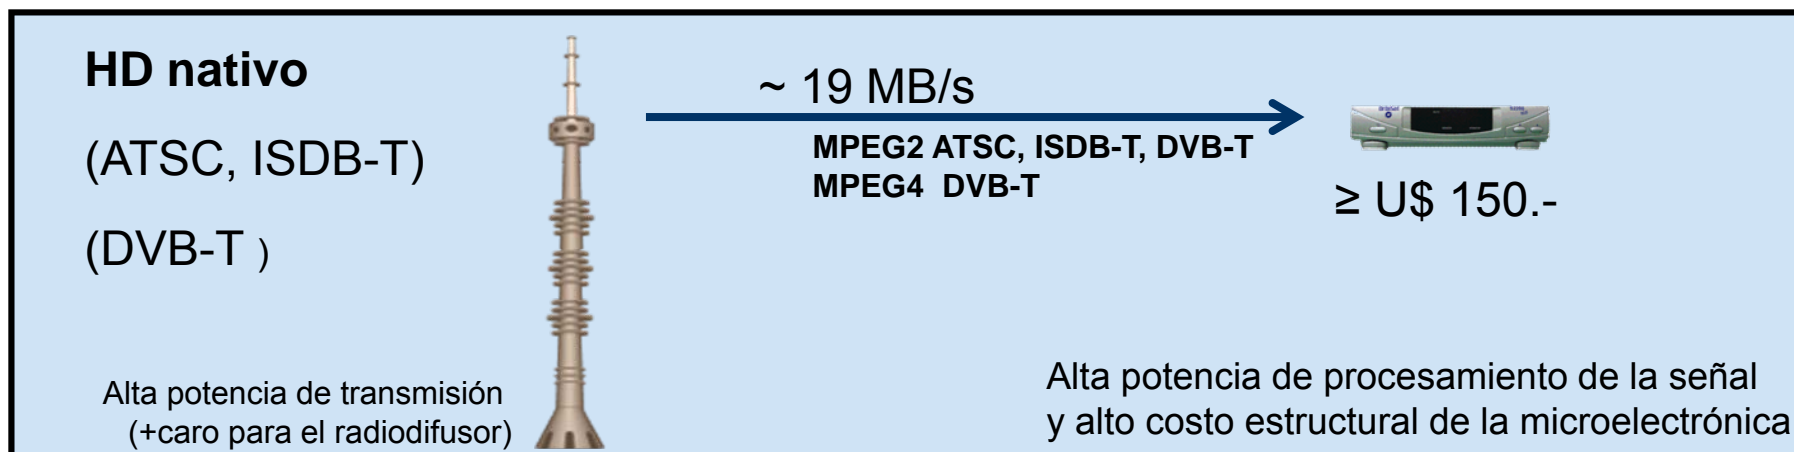 HD nativo
(ATSC, ISDB-T)
(DVB-T )
~ 19 MB/s
MPEG2 ATSC, ISDB-T, DVB-T
MPEG4 DVB-T
≥ U$ 150.-
Alta potencia de transmisión
(+caro para el radiodifusor)
Alta potencia de procesamiento de la señal
y alto costo estructural de la microelectrónica